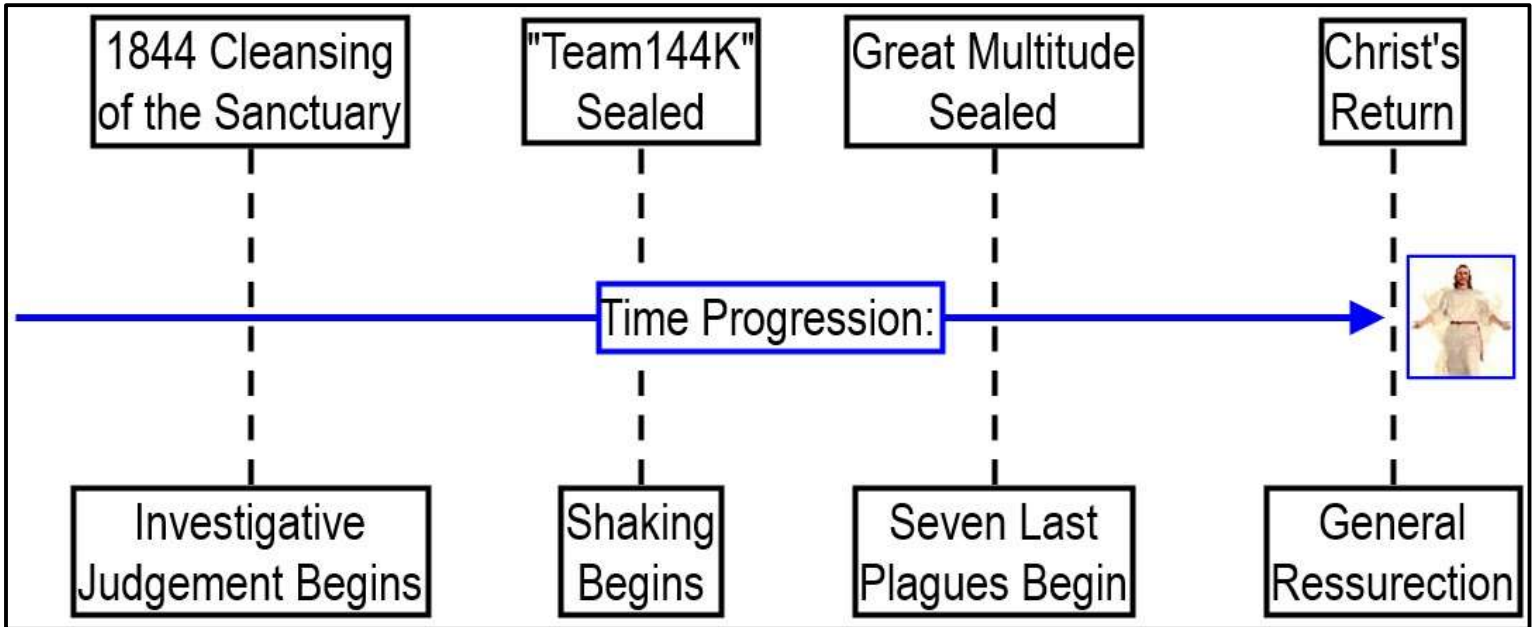 1844 Cleansing
of the Sanctuary
"Team144K"
Sealed
Great Multitude
Sealed
Christ's
Return
Time Progression:
Investigative
Judgement Begins
Shaking
Begins
Seven Last
Plagues Begin
General
Ressurection